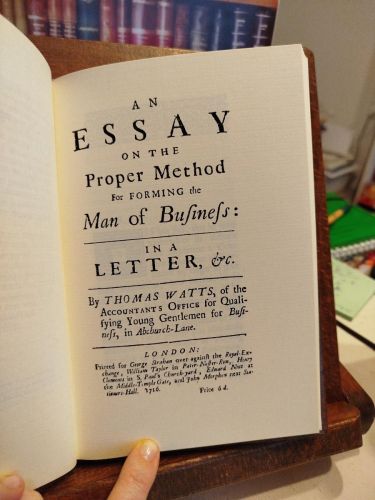 AN
ESSAY
ON THE
Proper Method
For FORMING the
Man of Buſineſs:
IN A
LETTER, &c.
By THOMAS WATTS, of the
ACCOUNTANT'S OFFICE for Quali-
fying Young Gentlemen for Buſi-
neſs, in Abchurch-Lane.
LONDON:
Printed for George Strahan over againſt the Royal-Ex-
change, William Taylor in Pater-Noſter-Row, Henry
Clements in S. Paul's Church-yard, Edward Nutt at
the Middle-Temple Gate, and John Morphew near Sta-
tioners-Hall. 1716. Price 6d.